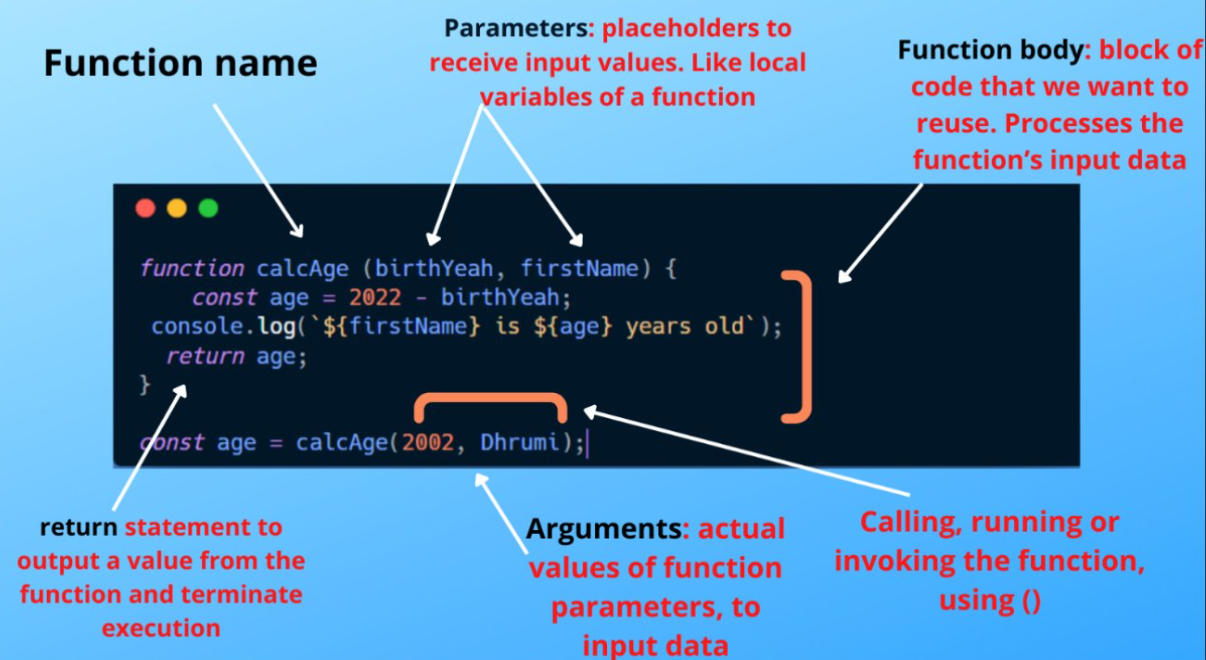 Function name
Parameters: placeholders to
receive input values. Like local
variables of a function
Function body: block of
code that we want to
reuse. Processes the
function's input data
function calcAge (birthYeah, firstName) {
const age = 2022 - birthYeah;
console.log(`${firstName} is ${age} years old`);
return age;
}
const age = calcAge(2002, Dhrumi);
return statement to
output a value from the
function and terminate
execution
Arguments: actual
values of function
parameters, to
input data
Calling, running or
invoking the function,
using ()